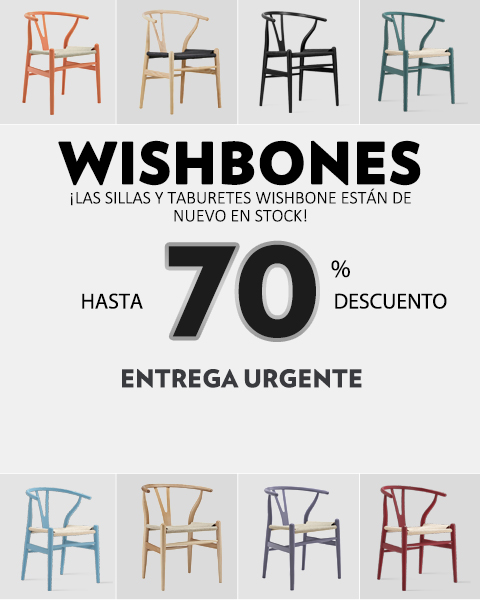 WISHBONES
¡LAS SILLAS Y TABURETES WISHBONE ESTÁN DE
NUEVO EN STOCK!
HASTA 70 % DESCUENTO
ENTREGA URGENTE